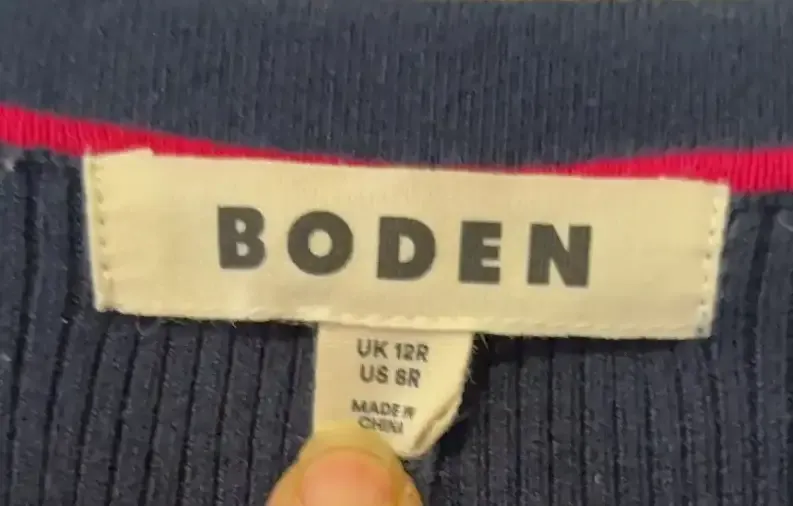 BODEN
UK 12R
US 8R
MADE IN
CHINA